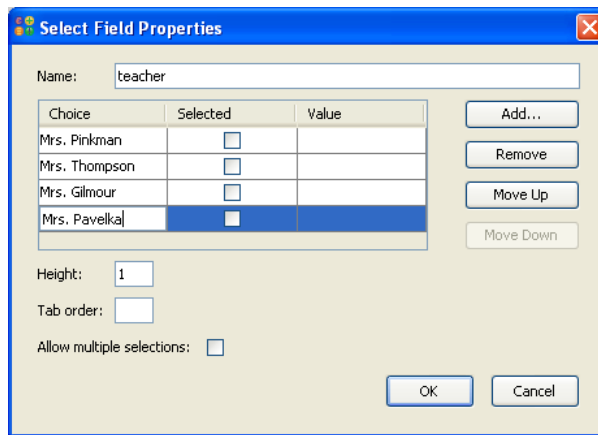 Select Field Properties
Name: teacher
Choice Selected Value
Mrs. Pinkman
Mrs. Thompson
Mrs. Gilmour
Mrs. Pavelka
Add...
Remove
Move Up
Move Down
Height: 1
Tab order:
Allow multiple selections:
OK Cancel